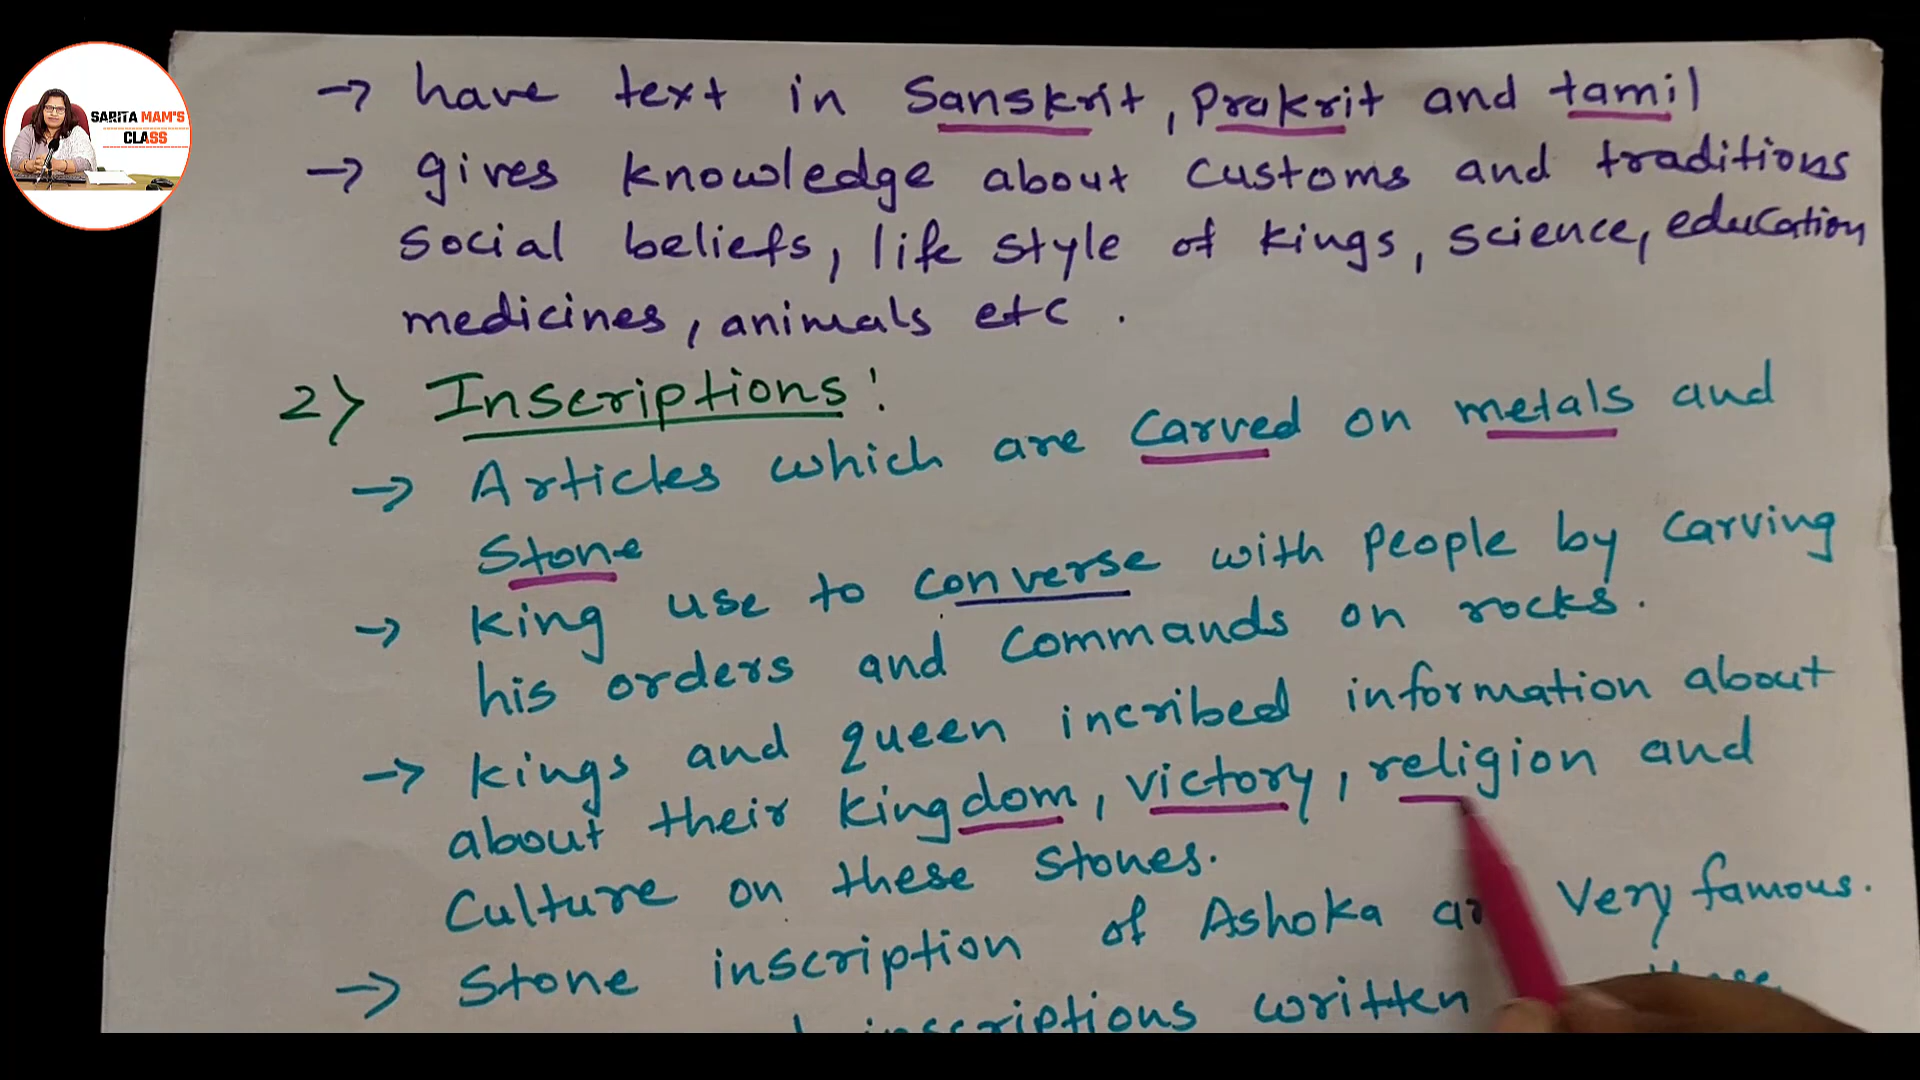 SARITA MAM'S
CLASS
→ have text in Sanskrit, Prakrit and tamil
→ gives knowledge about customs and traditions
social beliefs, life style of kings, science, education
medicines, animals etc .
2) Inscriptions:
→ Articles which are carved on metals and
Stone
→ King use to converse with people by carving
his orders and commands on rocks.
→ Kings and queen incribed information about
about their kingdom, victory, religion and
Culture on these stones.
→ Stone inscription of Ashoka Very famous.
inscriptions written